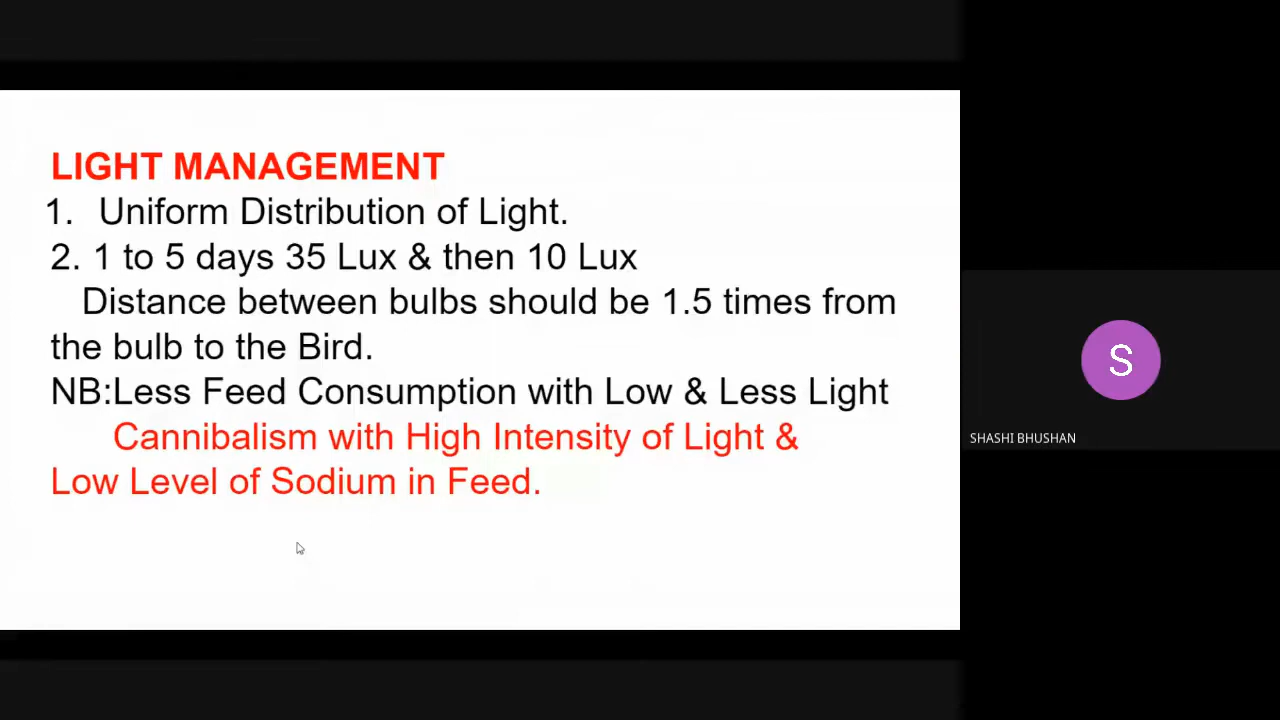 LIGHT MANAGEMENT
1. Uniform Distribution of Light.
2. 1 to 5 days 35 Lux & then 10 Lux
Distance between bulbs should be 1.5 times from
the bulb to the Bird.
NB:Less Feed Consumption with Low & Less Light
Cannibalism with High Intensity of Light &
Low Level of Sodium in Feed.
S
SHASHI BHUSHAN